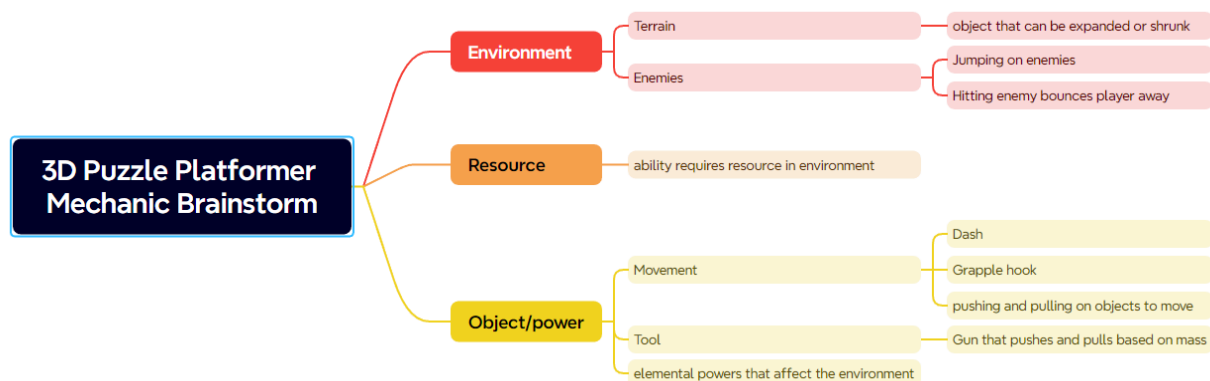 3D Puzzle Platformer
Mechanic Brainstorm
Environment
Terrain
object that can be expanded or shrunk
Enemies
Jumping on enemies
Hitting enemy bounces player away
Resource
ability requires resource in environment
Object/power
Movement
Dash
Grapple hook
pushing and pulling on objects to move
Tool
Gun that pushes and pulls based on mass
elemental powers that affect the environment